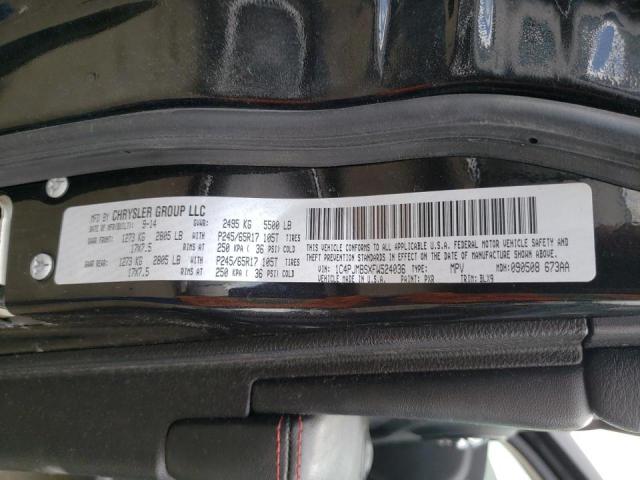 MFD BY CHRYSLER GROUP LLC
DATE OF MFR(BUILT): 9-14 GVWR: 2495 KG 5500 LB
GAWR FRONT: 1273 KG 2805 LB WITH P245/65R17 105T TIRES
17X7.5 RIMS AT 250 KPA ( 36 PSI) COLD
GAWR REAR: 1273 KG 2805 LB WITH P245/65R17 105T TIRES
17X7.5 RIMS AT 250 KPA ( 36 PSI) COLD
THIS VEHICLE CONFORMS TO ALL APPLICABLE U.S.A. FEDERAL MOTOR VEHICLE SAFETY AND
THEFT PREVENTION STANDARDS IN EFFECT ON THE DATE OF MANUFACTURE SHOWN ABOVE.
VIN: 1C4PJMBSXFW524036 TYPE: MPV MDH: 090508 673AA
VEHICLE MADE IN U.S.A. PAINT: PXR TRIM: BLX9